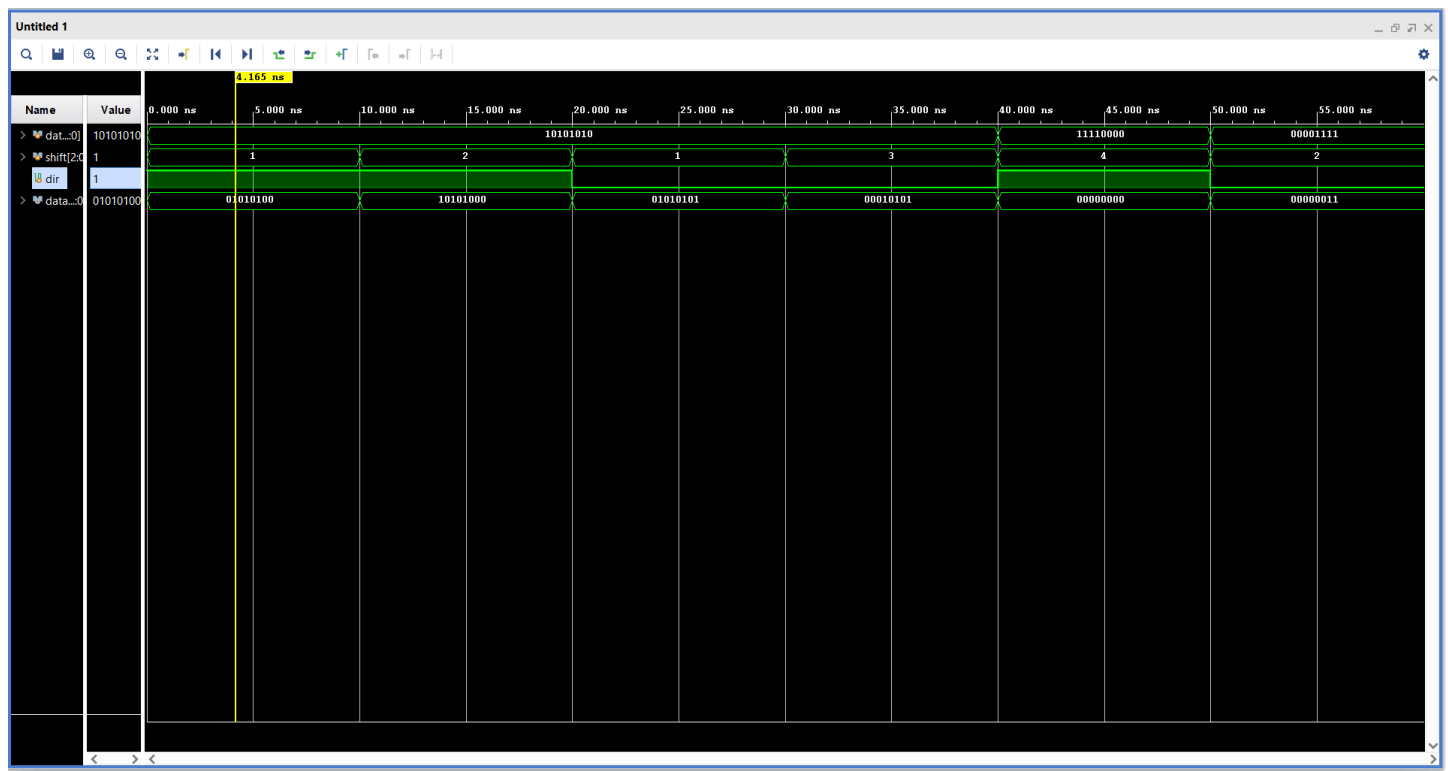 Untitled 1
4.165 ns
Name Value 0.000 ns 5.000 ns 10.000 ns 15.000 ns 20.000 ns 25.000 ns 30.000 ns 35.000 ns 40.000 ns 45.000 ns 50.000 ns 55.000 ns
dat...:0] 10101010 10101010 11110000 00001111
shift[2:0 1 1 2 1 3 4 2
dir 1
data...:0 01010100 01010100 10101000 01010101 00010101 00000000 00000011